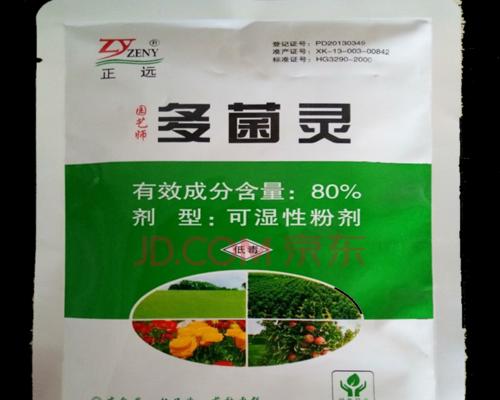 ZY ZENY ®
正远
登记证号：PD20130349
准产证号：XK-13-003-00842
标准证号：HG3290-2000
园艺师
多菌灵
有效成分含量：80%
剂 型：可湿性粉剂
低毒
JD.COM 京东